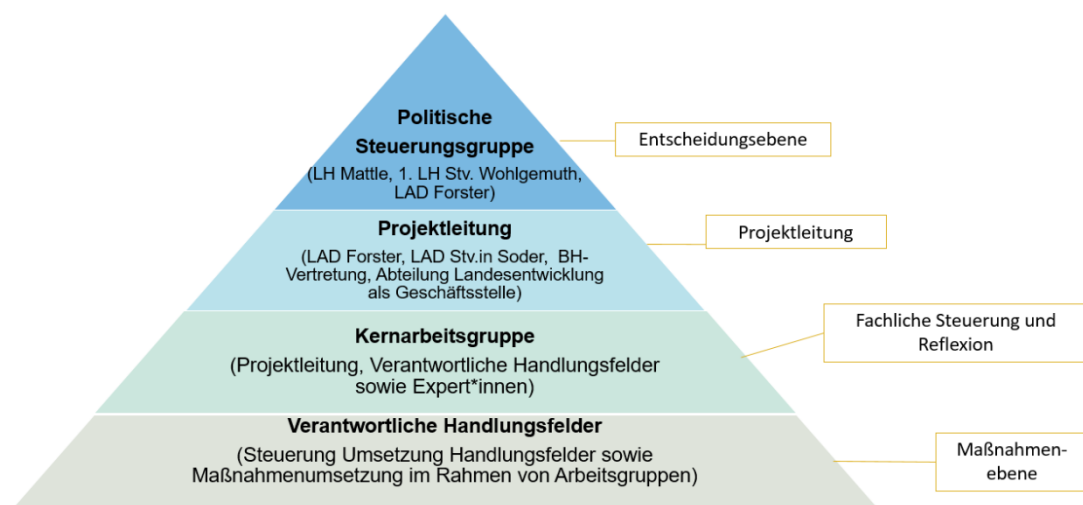 Politische
Steuerungsgruppe
(LH Mattle, 1. LH Stv. Wohlgemuth,
LAD Forster)
Entscheidungsebene
Projektleitung
(LAD Forster, LAD Stv.in Soder, BH-
Vertretung, Abteilung Landesentwicklung
als Geschäftsstelle)
Projektleitung
Kernarbeitsgruppe
(Projektleitung, Verantwortliche Handlungsfelder
sowie Expert*innen)
Fachliche Steuerung und
Reflexion
Verantwortliche Handlungsfelder
(Steuerung Umsetzung Handlungsfelder sowie
Maßnahmenumsetzung im Rahmen von Arbeitsgruppen)
Maßnahmen-
ebene